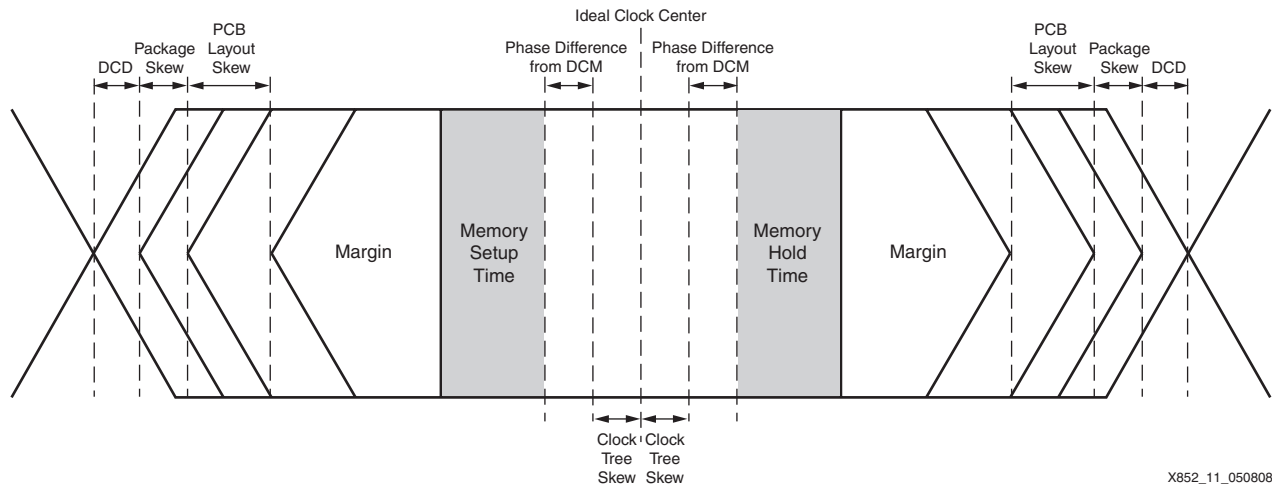 Ideal Clock Center
DCD
Package
Skew
PCB
Layout
Skew
Phase Difference
from DCM
Phase Difference
from DCM
PCB
Layout
Skew
Package
Skew
DCD
Margin
Memory
Setup
Time
Memory
Hold
Time
Margin
Clock
Tree
Skew
Clock
Tree
Skew
X852_11_050808